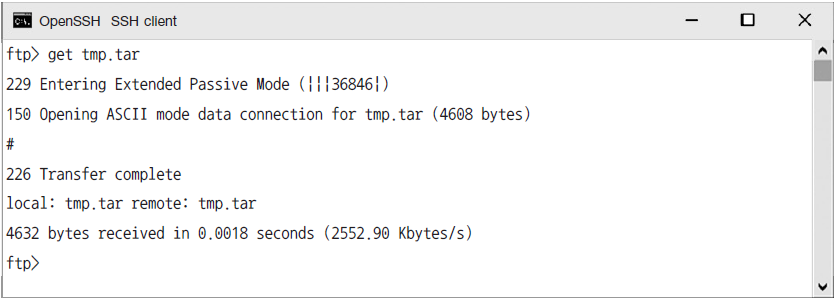 OpenSSH SSH client
ftp> get tmp.tar
229 Entering Extended Passive Mode (|||36846|)
150 Opening ASCII mode data connection for tmp.tar (4608 bytes)
#
226 Transfer complete
local: tmp.tar remote: tmp.tar
4632 bytes received in 0.0018 seconds (2552.90 Kbytes/s)
ftp>